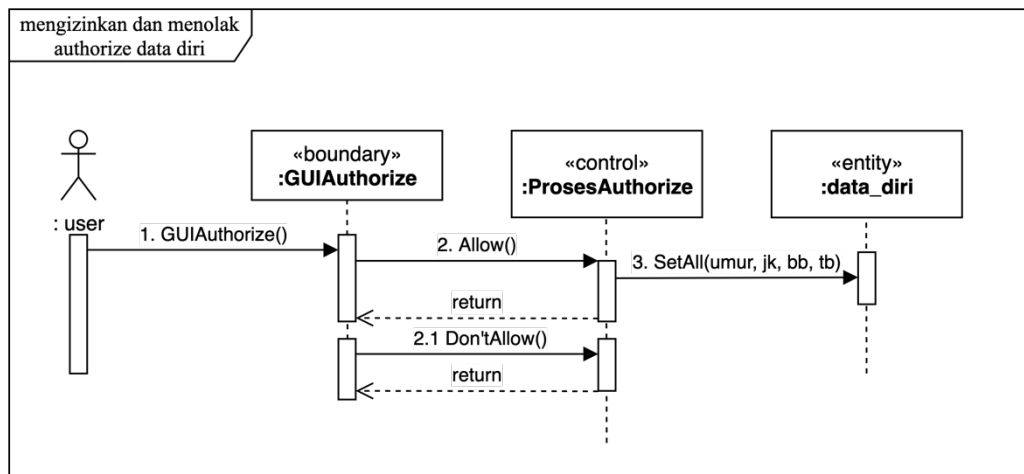 mengizinkan dan menolak
authorize data diri
: user
«boundary»
:GUIAuthorize
«control»
:ProsesAuthorize
«entity»
:data_diri
1. GUIAuthorize()
2. Allow()
3. SetAll(umur, jk, bb, tb)
return
2.1 Don'tAllow()
return